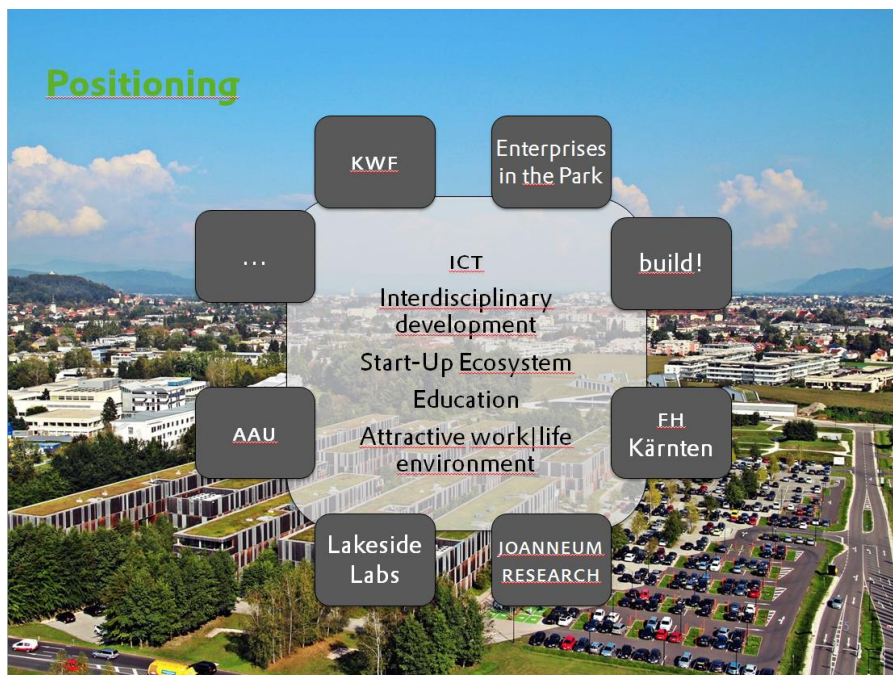 Positioning
KWF
Enterprises
in the Park
...
build!
ICT
Interdisciplinary
development
Start-Up Ecosystem
Education
Attractive work|life
environment
AAU
FH
Kärnten
Lakeside
Labs
JOANNEUM
RESEARCH